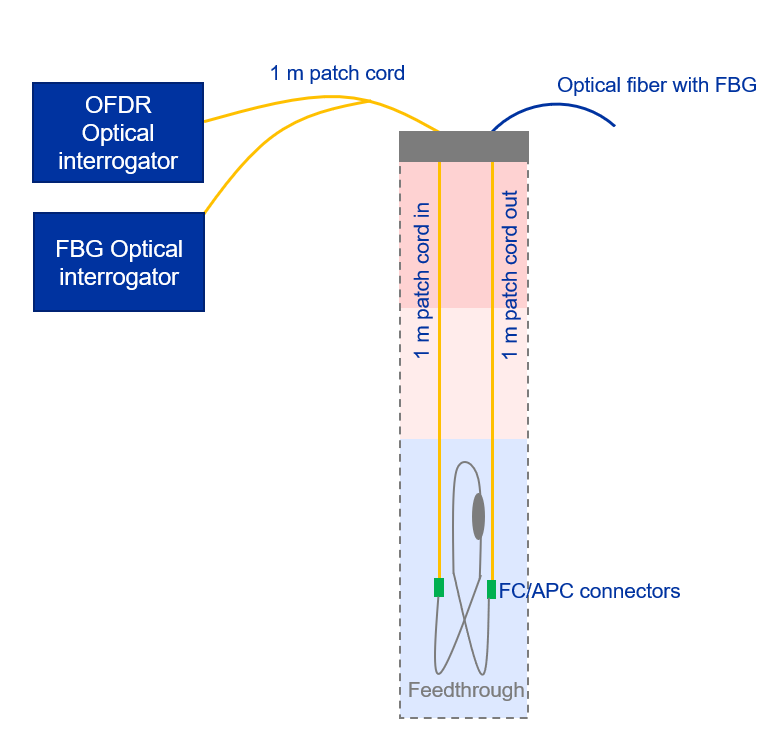 1 m patch cord
Optical fiber with FBG
OFDR
Optical
interrogator
FBG Optical
interrogator
1 m patch cord in
1 m patch cord out
FC/APC connectors
Feedthrough